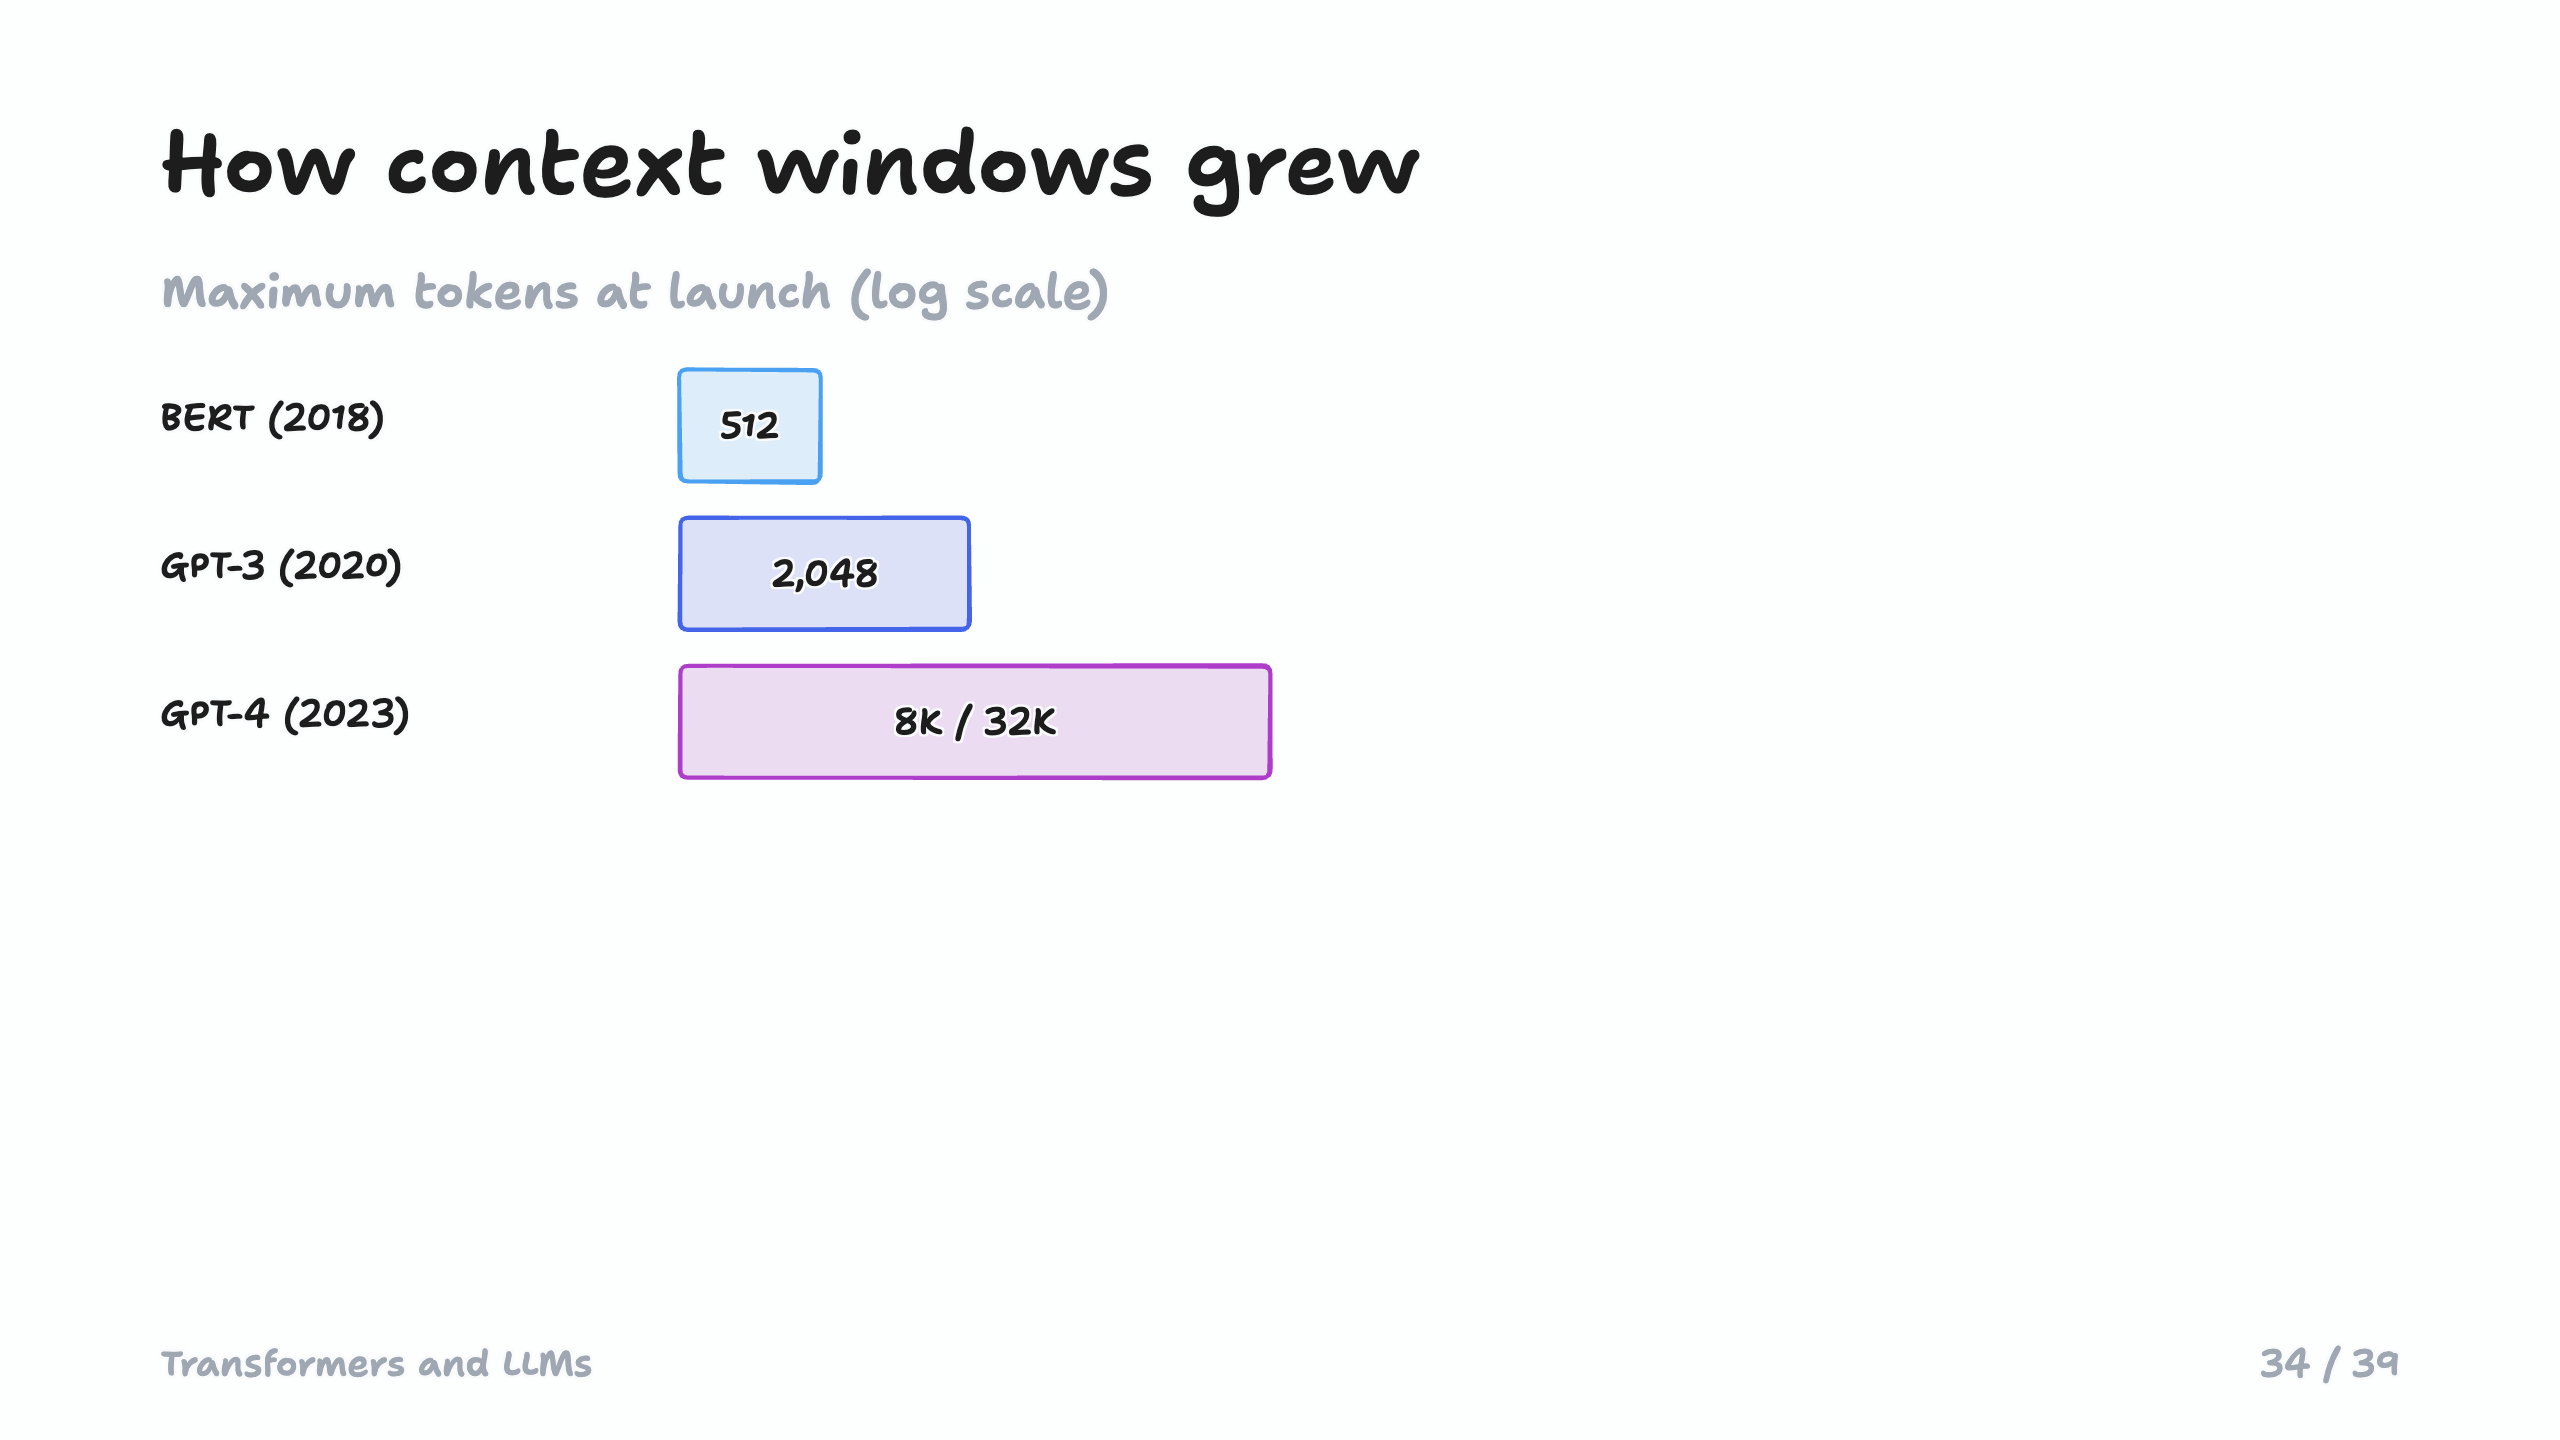 How context windows grew
Maximum tokens at launch (log scale)
BERT (2018)
512
GPT-3 (2020)
2,048
GPT-4 (2023)
8K / 32K
Transformers and LLMs
34 / 39